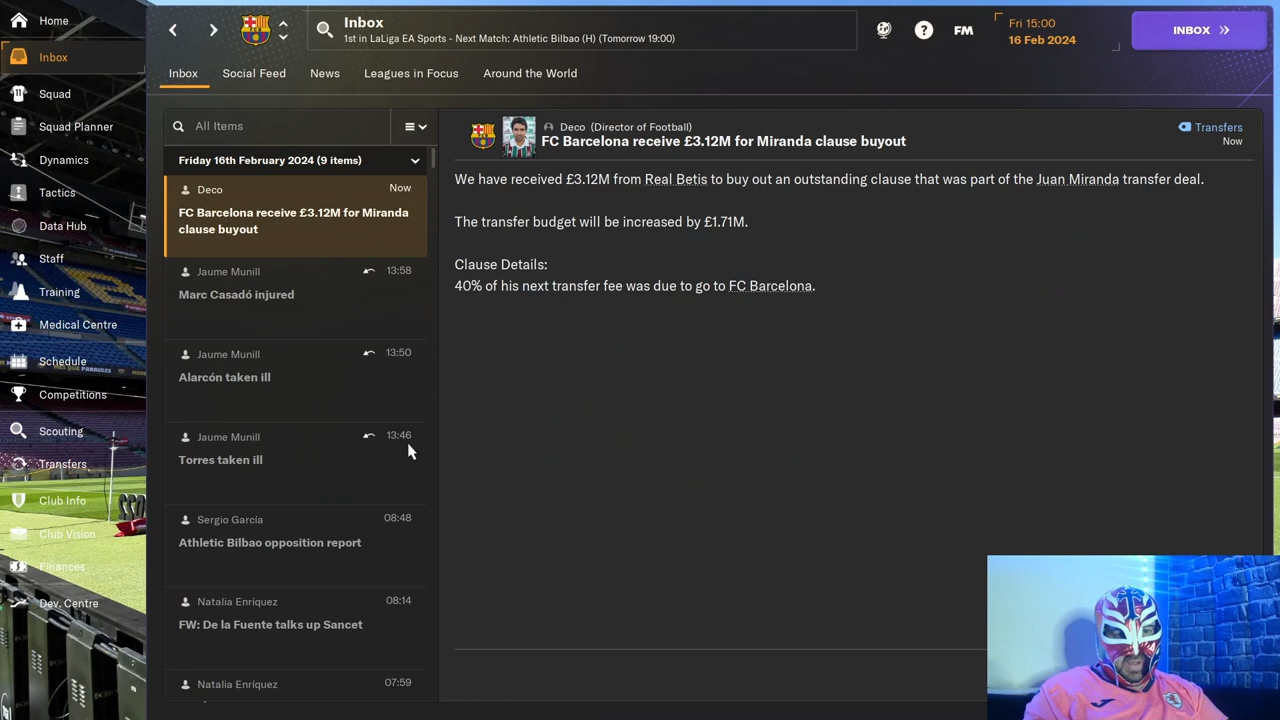 Home
Inbox
Squad
Squad Planner
Dynamics
Tactics
Data Hub
Staff
Training
Medical Centre
Schedule
Competitions
Scouting
Transfers
Club Info
Club Vision
Finances
Dev. Centre
Inbox
1st in LaLiga EA Sports - Next Match: Athletic Bilbao (H) (Tomorrow 19:00)
?
FM
Fri 15:00
16 Feb 2024
INBOX
Inbox Social Feed News Leagues in Focus Around the World
All Items
Friday 16th February 2024 (9 items)
Deco Now
FC Barcelona receive £3.12M for Miranda
clause buyout
Jaume Munill 13:58
Marc Casadó injured
Jaume Munill 13:50
Alarcón taken ill
Jaume Munill 13:46
Torres taken ill
Sergio García 08:48
Athletic Bilbao opposition report
Natalia Enríquez 08:14
FW: De la Fuente talks up Sancet
Natalia Enríquez 07:59
Deco (Director of Football)
FC Barcelona receive £3.12M for Miranda clause buyout
Transfers
Now
We have received £3.12M from Real Betis to buy out an outstanding clause that was part of the Juan Miranda transfer deal.
The transfer budget will be increased by £1.71M.
Clause Details:
40% of his next transfer fee was due to go to FC Barcelona.